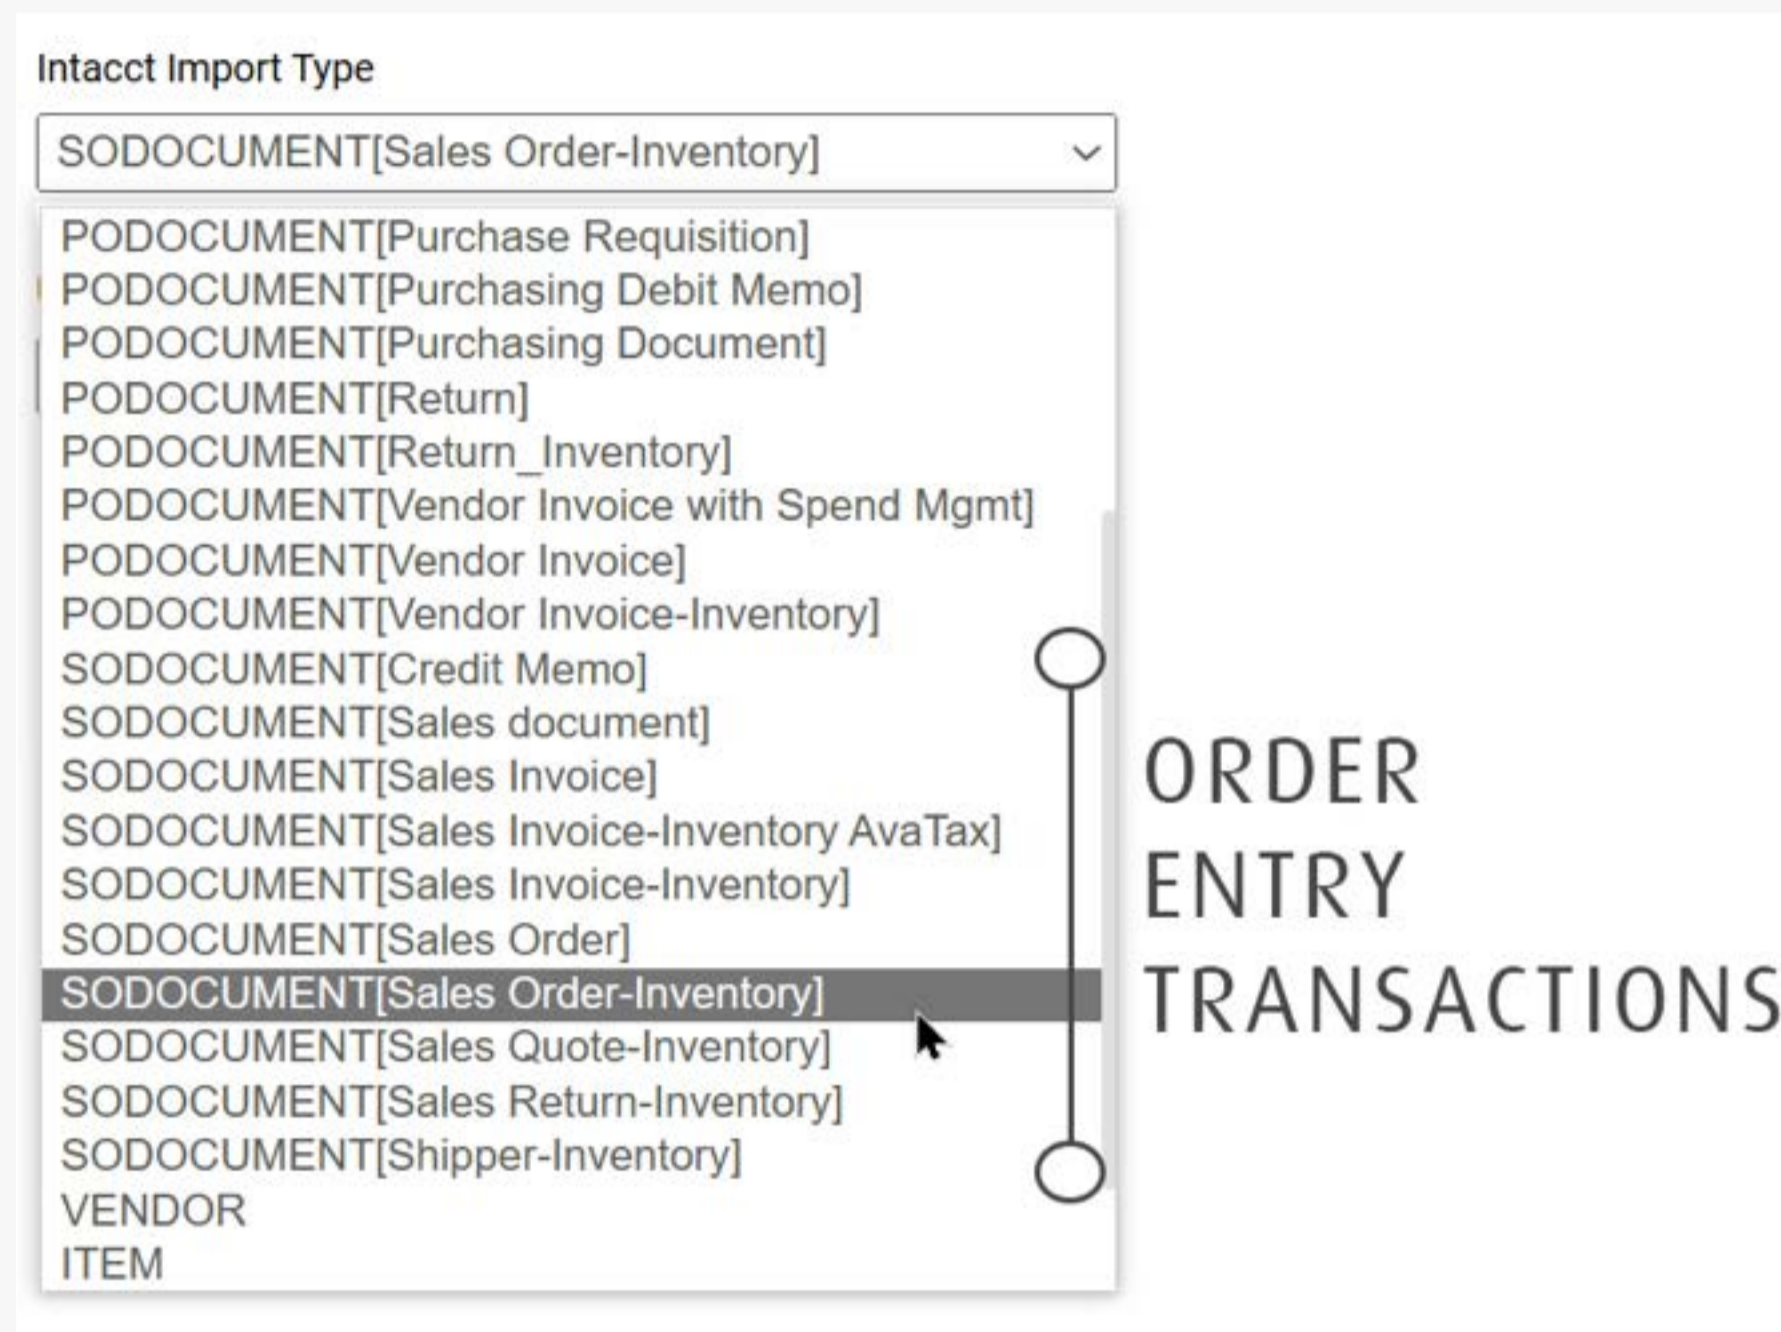 Intacct Import Type
SODOCUMENT[Sales Order-Inventory]
PODOCUMENT[Purchase Requisition]
PODOCUMENT[Purchasing Debit Memo]
PODOCUMENT[Purchasing Document]
PODOCUMENT[Return]
PODOCUMENT[Return_Inventory]
PODOCUMENT[Vendor Invoice with Spend Mgmt]
PODOCUMENT[Vendor Invoice]
PODOCUMENT[Vendor Invoice-Inventory]
SODOCUMENT[Credit Memo]
SODOCUMENT[Sales document]
SODOCUMENT[Sales Invoice]
SODOCUMENT[Sales Invoice-Inventory AvaTax]
SODOCUMENT[Sales Invoice-Inventory]
SODOCUMENT[Sales Order]
SODOCUMENT[Sales Order-Inventory]
SODOCUMENT[Sales Quote-Inventory]
SODOCUMENT[Sales Return-Inventory]
SODOCUMENT[Shipper-Inventory]
VENDOR
ITEM
ORDER
ENTRY
TRANSACTIONS